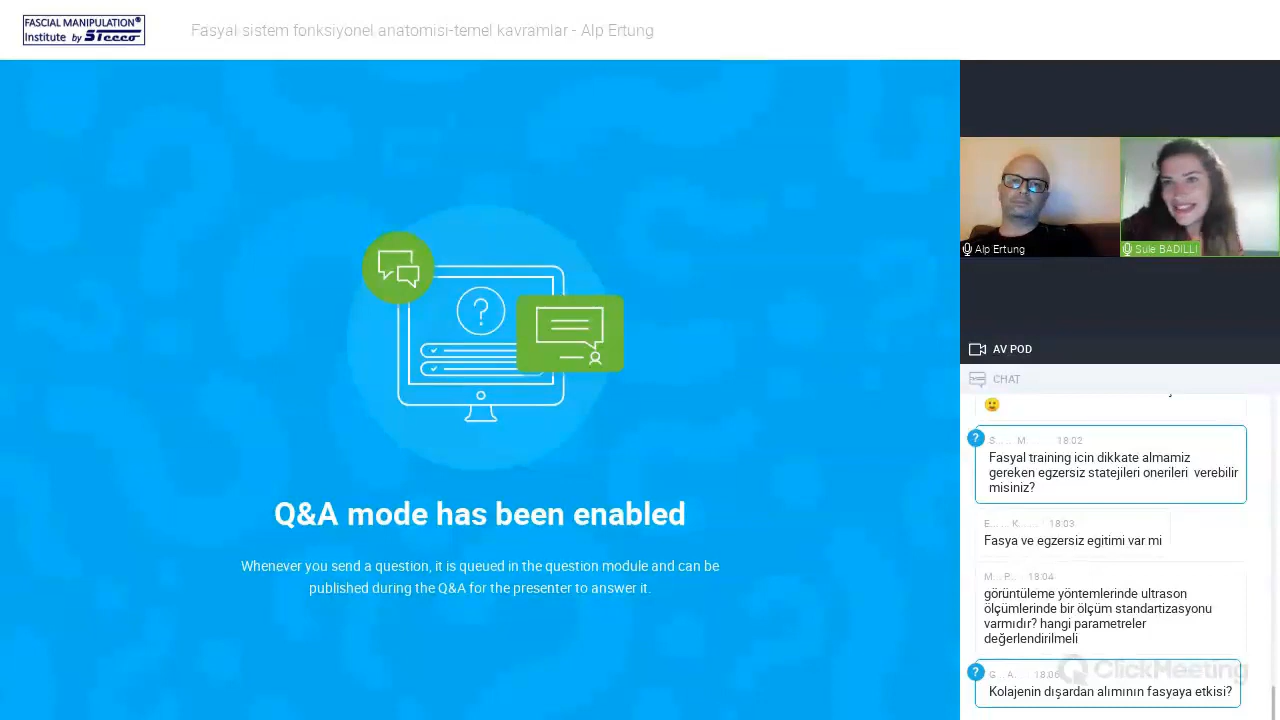 FASCIAL MANIPULATION®
Institute by Stecco
Fasyal sistem fonksiyonel anatomisi-temel kavramlar - Alp Ertung
Alp Ertung
Sule BADILLI
AV POD
CHAT
S... .. M... 18:02
Fasyal training icin dikkate almamiz
gereken egzersiz statejileri onerileri verebilir
misiniz?
E... . K... ... 18:03
Fasya ve egzersiz egitimi var mi
M... P... 18:04
görüntüleme yöntemlerinde ultrason
ölçümlerinde bir ölçüm standartizasyonu
varmıdır? hangi parametreler
değerlendirilmeli
G... A... . 18:06
Kolajenin dışardan alımının fasyaya etkisi?
ClickMeeting
Q&A mode has been enabled
Whenever you send a question, it is queued in the question module and can be
published during the Q&A for the presenter to answer it.